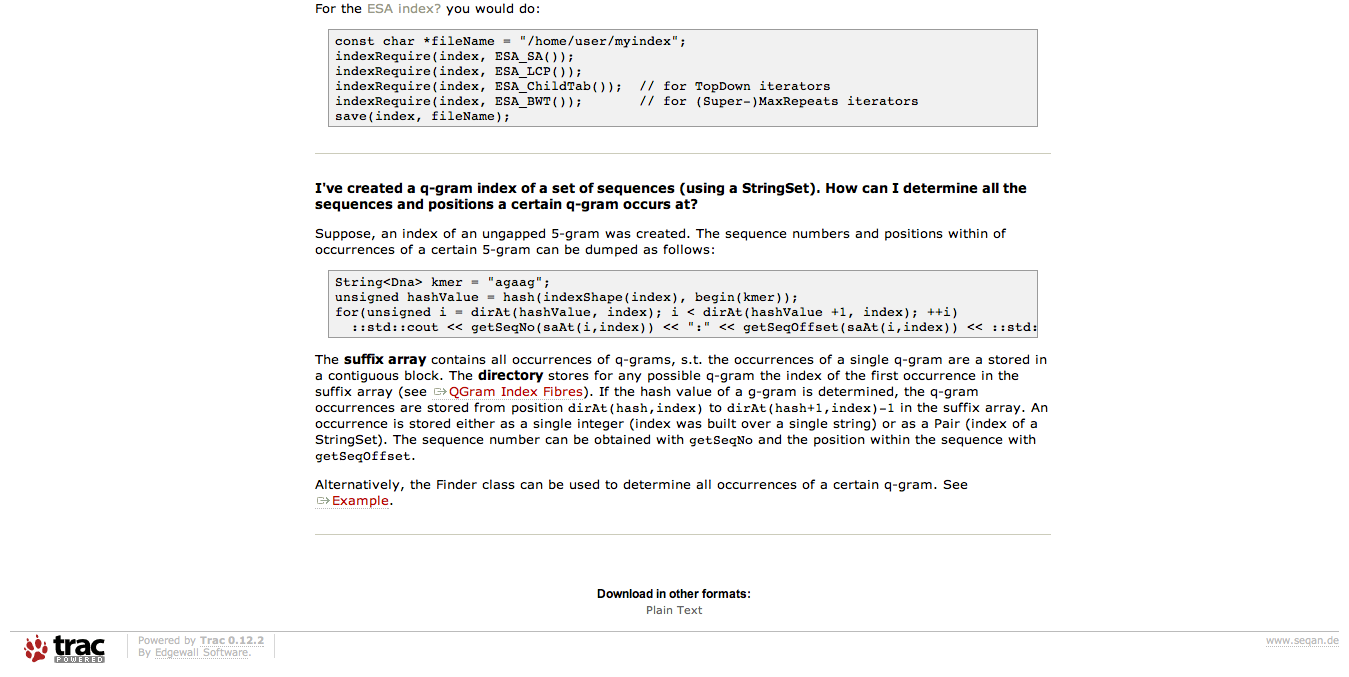 For the ESA index? you would do:
const char *fileName = "/home/user/myindex";
indexRequire(index, ESA_SA());
indexRequire(index, ESA_LCP());
indexRequire(index, ESA_ChildTab());  // for TopDown iterators
indexRequire(index, ESA_BWT());       // for (Super-)MaxRepeats iterators
save(index, fileName);
I've created a q-gram index of a set of sequences (using a StringSet). How can I determine all the
sequences and positions a certain q-gram occurs at?
Suppose, an index of an ungapped 5-gram was created. The sequence numbers and positions within of
occurrences of a certain 5-gram can be dumped as follows:
String<Dna> kmer = "agaag";
unsigned hashValue = hash(indexShape(index), begin(kmer));
for(unsigned i = dirAt(hashValue, index); i < dirAt(hashValue +1, index); ++i)
  ::std::cout << getSeqNo(saAt(i,index)) << ":" << getSeqOffset(saAt(i,index)) << ::std:
The suffix array contains all occurrences of q-grams, s.t. the occurrences of a single q-gram are a stored in
a contiguous block. The directory stores for any possible q-gram the index of the first occurrence in the
suffix array (see QGram Index Fibres). If the hash value of a g-gram is determined, the q-gram
occurrences are stored from position dirAt(hash,index) to dirAt(hash+1,index)-1 in the suffix array. An
occurrence is stored either as a single integer (index was built over a single string) or as a Pair (index of a
StringSet). The sequence number can be obtained with getSeqNo and the position within the sequence with
getSeqOffset.
Alternatively, the Finder class can be used to determine all occurrences of a certain q-gram. See
Example.
Download in other formats:
Plain Text
trac
POWERED
Powered by Trac 0.12.2
By Edgewall Software.
www.seqan.de